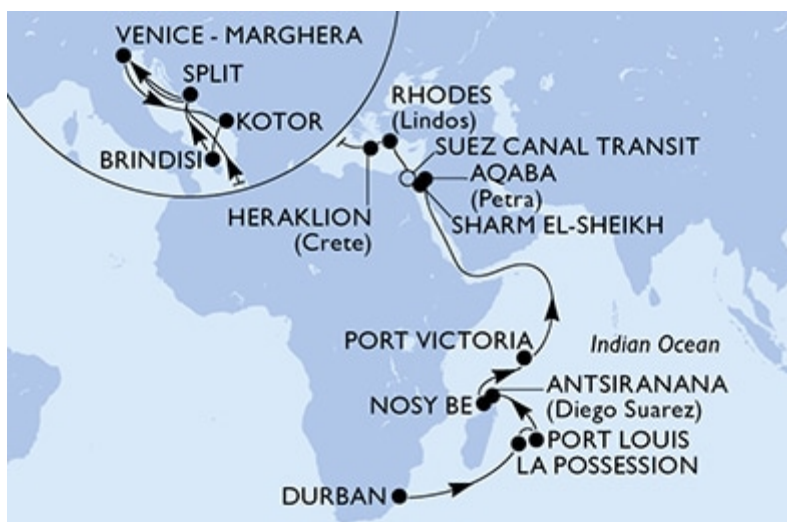 VENICE - MARGHERA
SPLIT
KOTOR
BRINDISI
RHODES
(Lindos)
SUEZ CANAL TRANSIT
AQABA
(Petra)
HERAKLION
(Crete)
SHARM EL-SHEIKH
PORT VICTORIA
Indian Ocean
ANTSIRANANA
(Diego Suarez)
NOSY BE
PORT LOUIS
LA POSSESSION
DURBAN